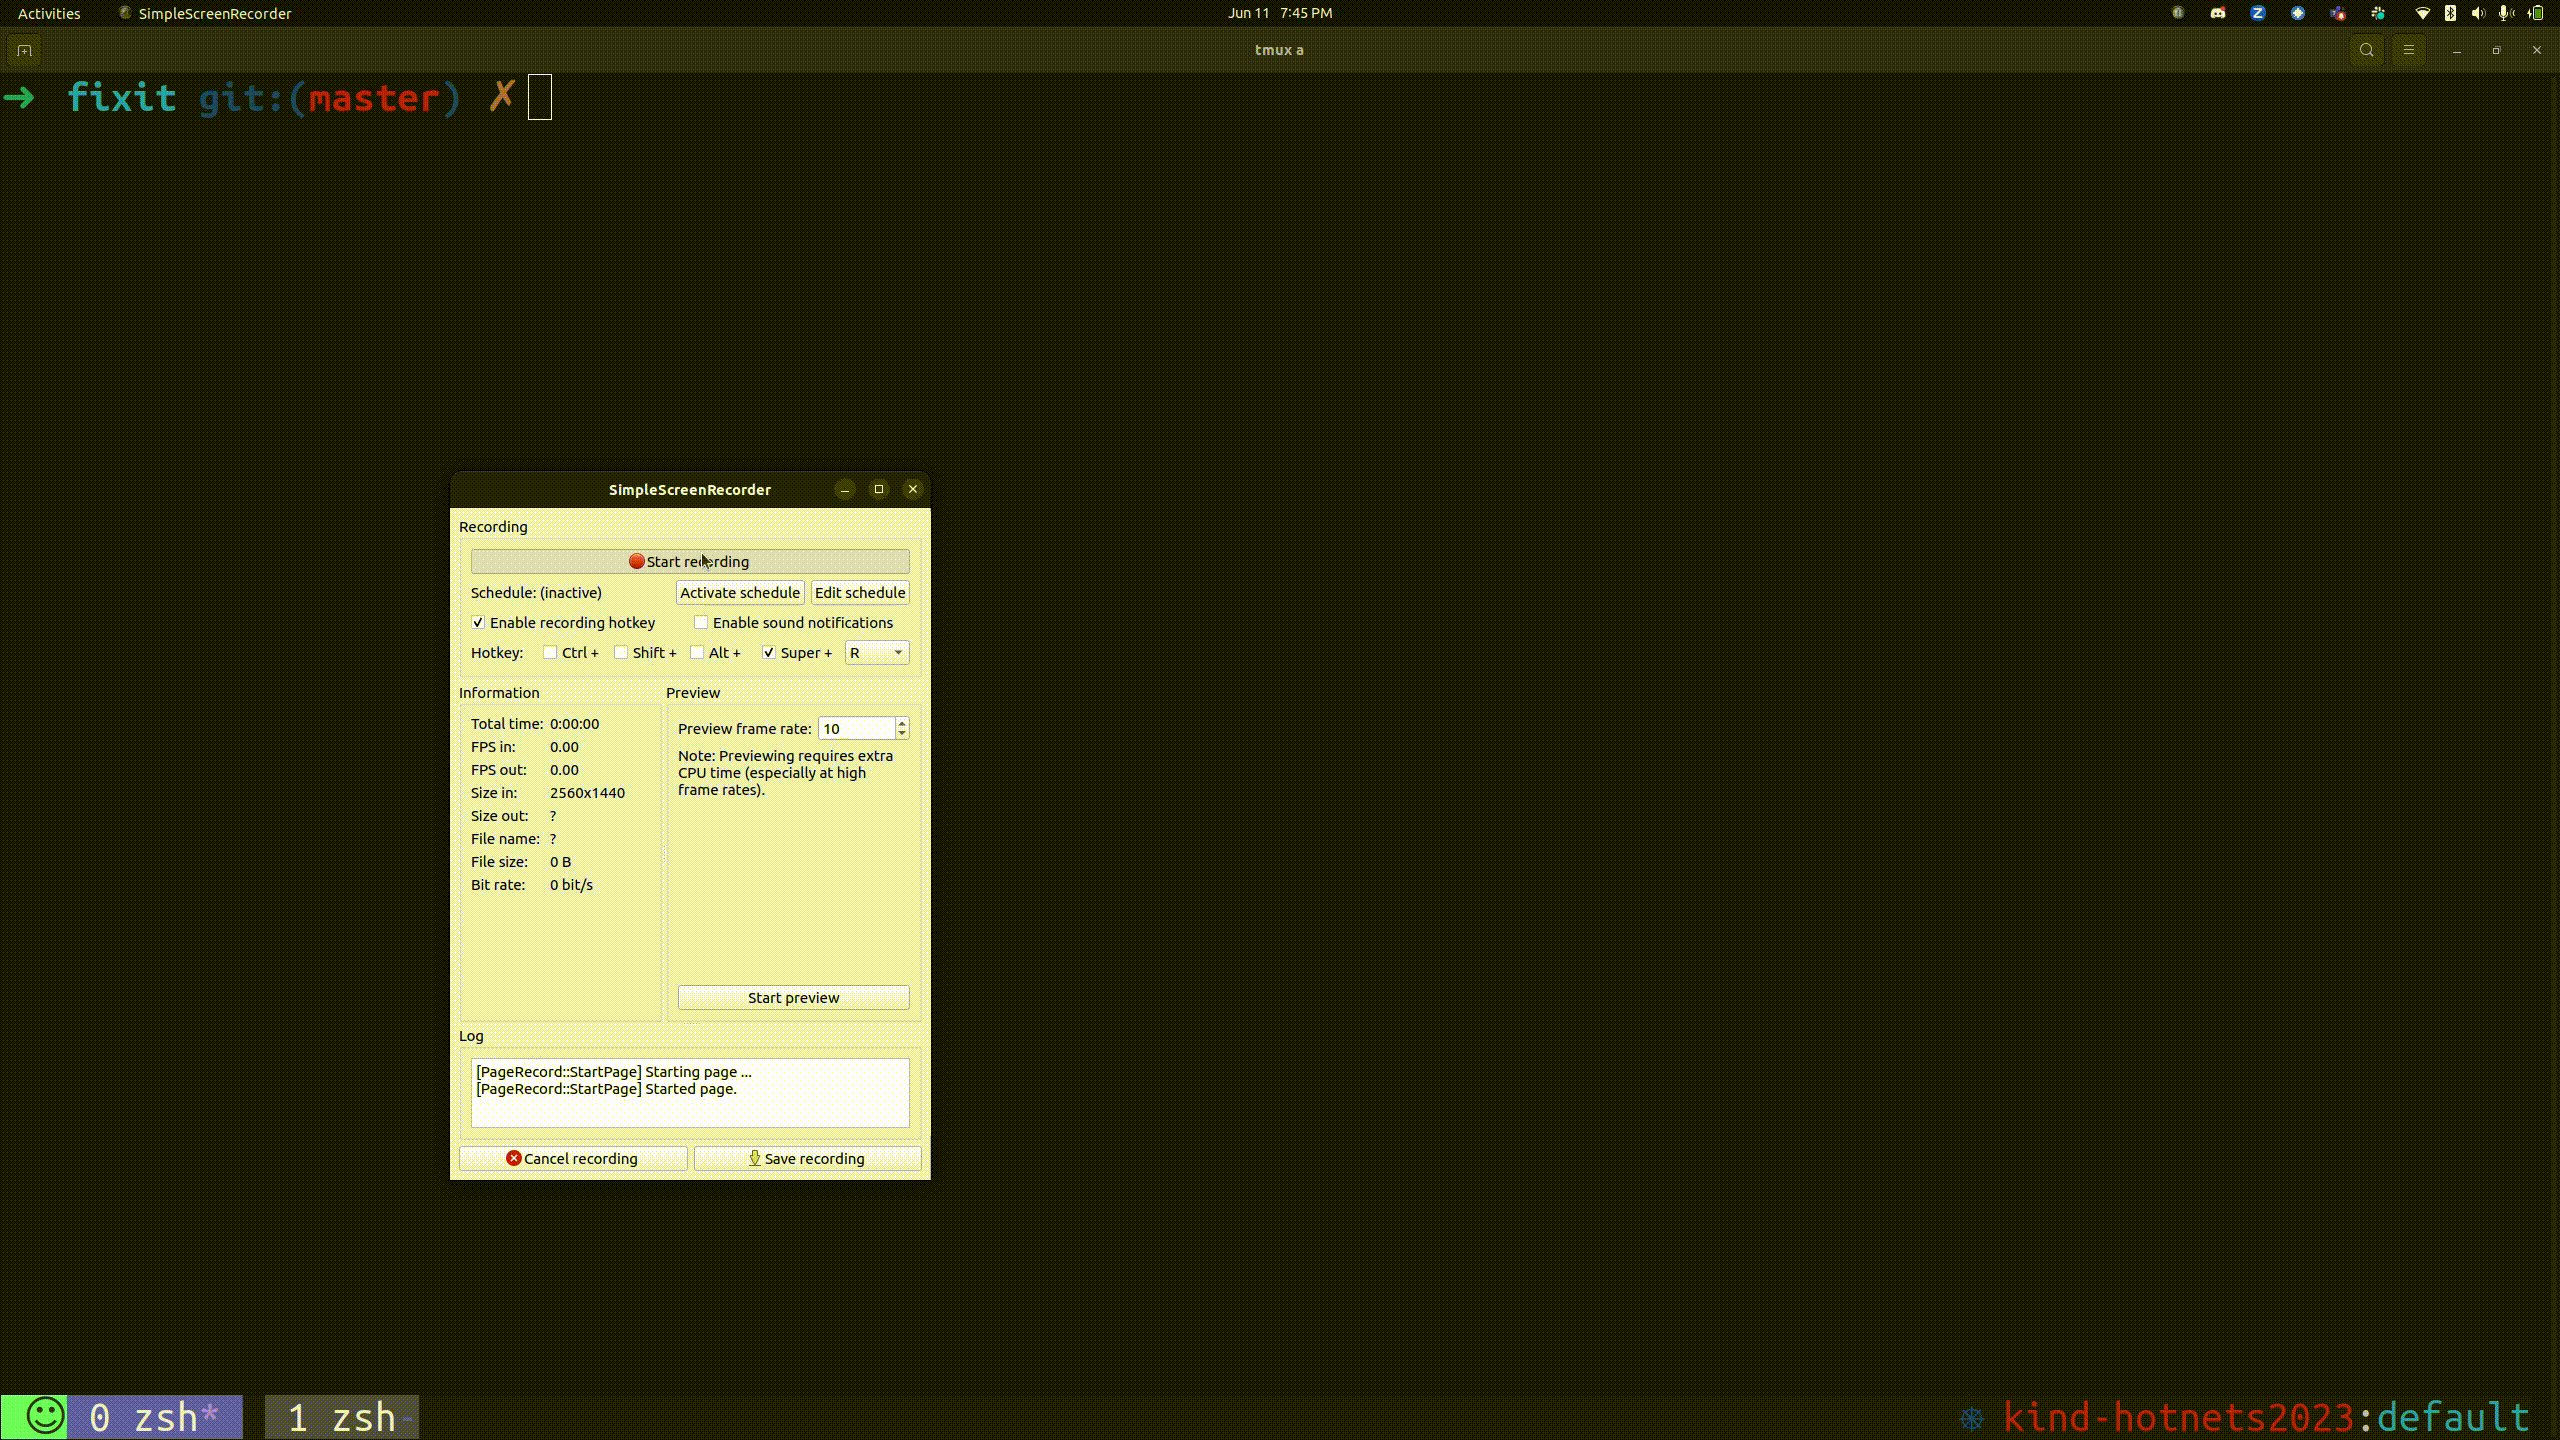 Activities SimpleScreenRecorder Jun 11 7:45 PM
tmux a
➜ fixit git:(master) ✗
SimpleScreenRecorder
Recording
Start recording
Schedule: (inactive) Activate schedule Edit schedule
Enable recording hotkey Enable sound notifications
Hotkey: Ctrl + Shift + Alt + Super + R
Information Preview
Total time: 0:00:00
FPS in: 0.00
FPS out: 0.00
Size in: 2560x1440
Size out: ?
File name: ?
File size: 0 B
Bit rate: 0 bit/s
Preview frame rate: 10
Note: Previewing requires extra
CPU time (especially at high
frame rates).
Start preview
Log
[PageRecord::StartPage] Starting page ...
[PageRecord::StartPage] Started page.
Cancel recording Save recording
0 zsh* 1 zsh- kind-hotnets2023:default